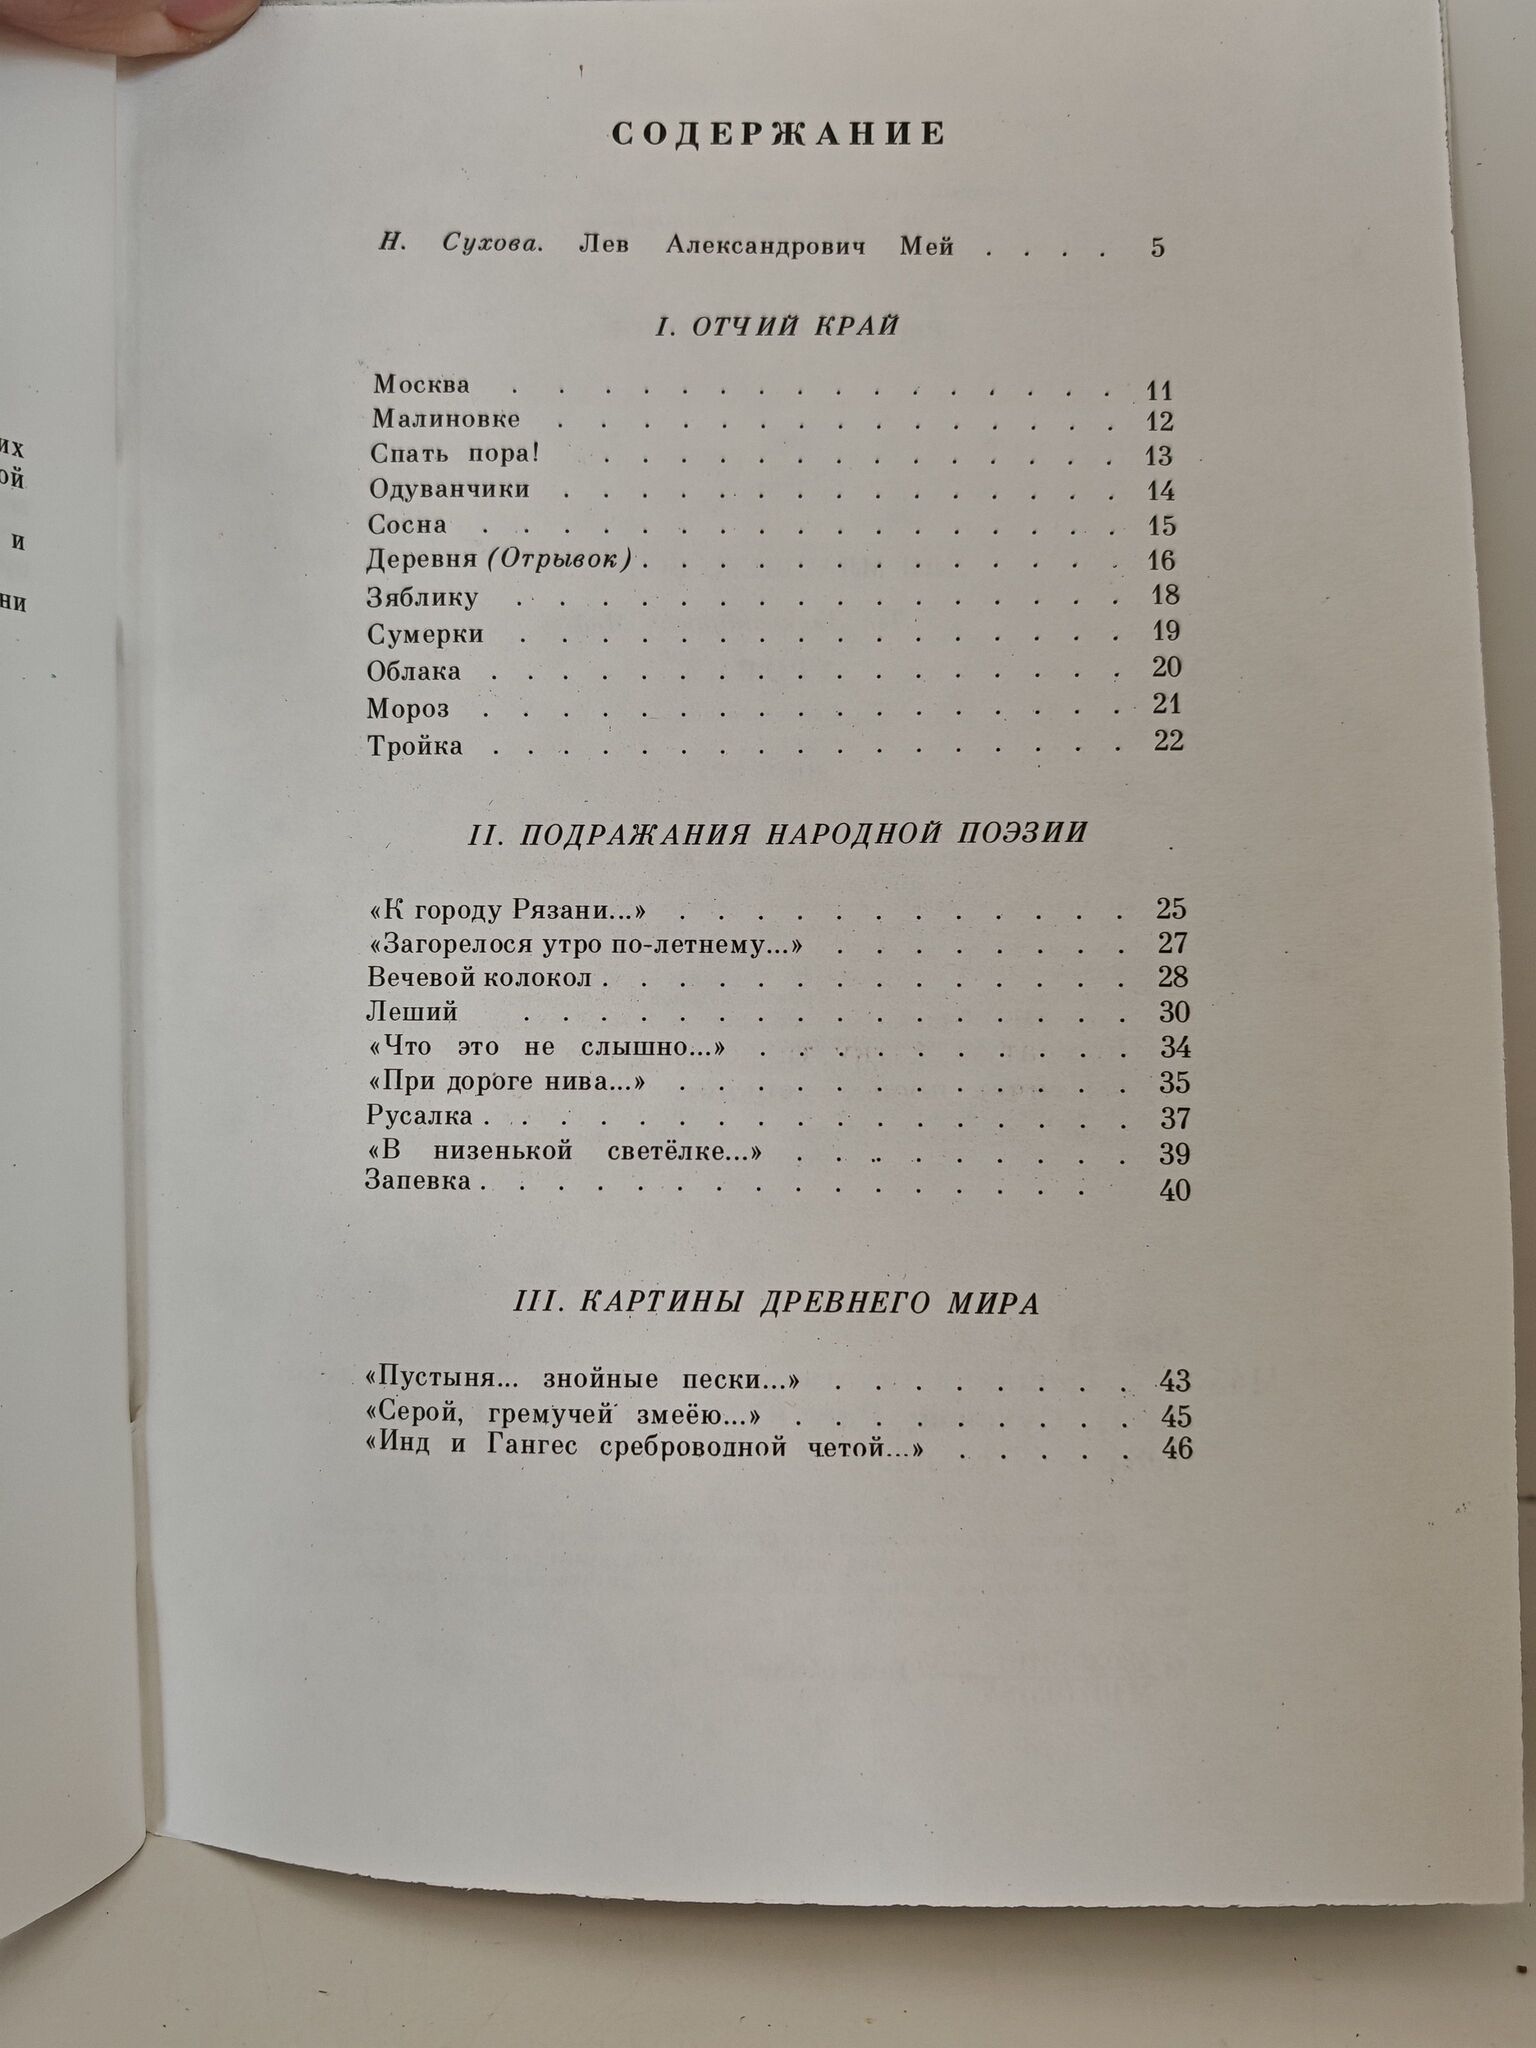 их
ой
и
ни
СОДЕРЖАНИЕ
Н. Сухова. Лев Александрович Мей . . . . 5
I. ОТЧИЙ КРАЙ
Москва . . . . . . . . . . . . . . . 11
Малиновке . . . . . . . . . . . . . . 12
Спать пора! . . . . . . . . . . . . . 13
Одуванчики . . . . . . . . . . . . . . 14
Сосна . . . . . . . . . . . . . . . . 15
Деревня (Отрывок) . . . . . . . . . . . . 16
Зяблику . . . . . . . . . . . . . . . 18
Сумерки . . . . . . . . . . . . . . . 19
Облака . . . . . . . . . . . . . . . . 20
Мороз . . . . . . . . . . . . . . . . 21
Тройка . . . . . . . . . . . . . . . . 22
II. ПОДРАЖАНИЯ НАРОДНОЙ ПОЭЗИИ
«К городу Рязани...» . . . . . . . . . . . . 25
«Загорелося утро по-летнему...» . . . . . . . . 27
Вечевой колокол . . . . . . . . . . . . . . 28
Леший . . . . . . . . . . . . . . . . 30
«Что это не слышно...» . . . . . . . . . . 34
«При дороге нива...» . . . . . . . . . . . . 35
Русалка . . . . . . . . . . . . . . . . . 37
«В низенькой светёлке...» . . . . . . . . . 39
Запевка . . . . . . . . . . . . . . . . 40
III. КАРТИНЫ ДРЕВНЕГО МИРА
«Пустыня... знойные пески...» . . . . . . . . 43
«Серой, гремучей змеёю...» . . . . . . . . . 45
«Инд и Гангес среброводной четой...» . . . . . 46